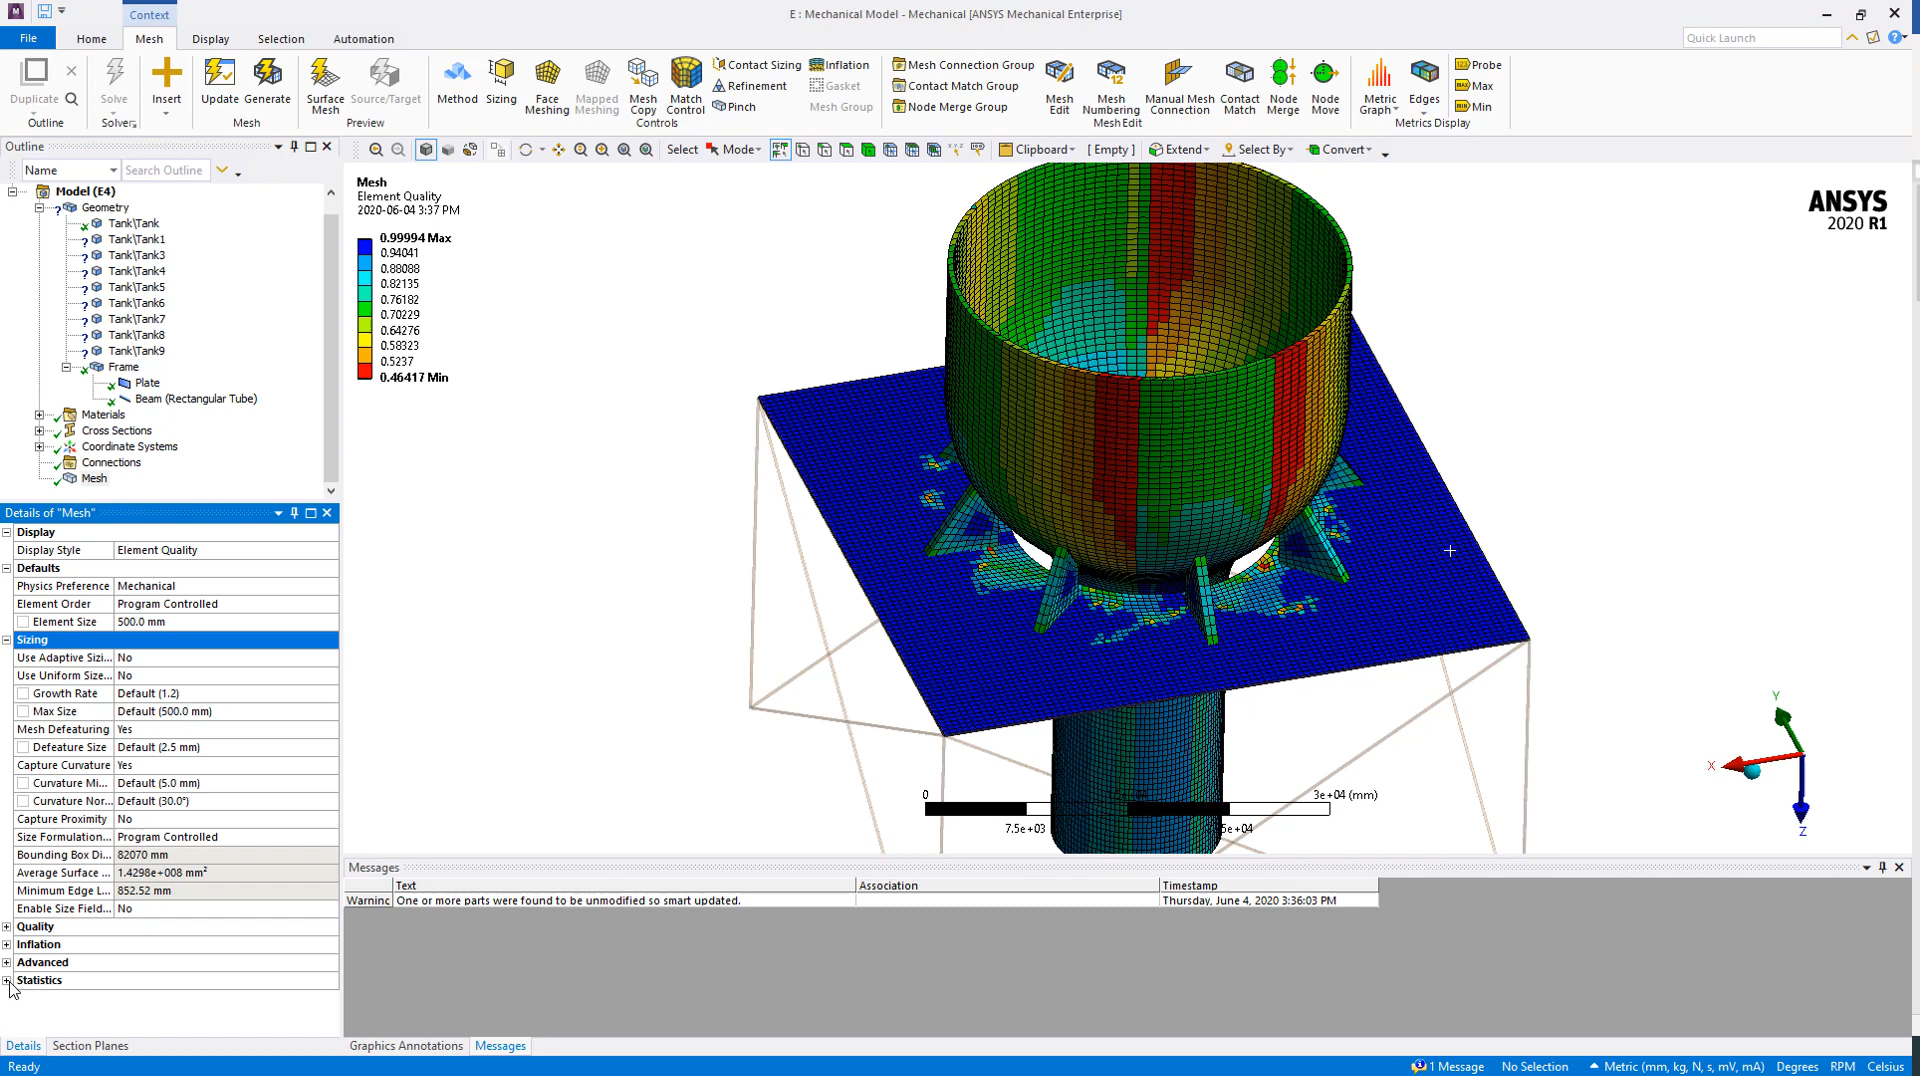 Context
E : Mechanical Model - Mechanical [ANSYS Mechanical Enterprise]
File
Home
Mesh
Display
Selection
Automation
Quick Launch
Duplicate
Outline
Solve
Solver
Insert
Update
Generate
Mesh
Surface Mesh
Source/Target
Preview
Method
Sizing
Face Meshing
Mapped Meshing
Mesh Copy
Match Control
Contact Sizing
Refinement
Pinch
Inflation
Gasket
Mesh Group
Controls
Mesh Connection Group
Contact Match Group
Node Merge Group
Mesh Edit
Mesh Numbering
Manual Mesh Connection
Contact Match
Node Merge
Node Move
Mesh Edit
Metric Graph
Edges
Probe
Max
Min
Metrics Display
Outline
Name
Search Outline
Select
Mode
Clipboard
[ Empty ]
Extend
Select By
Convert
Model (E4)
Geometry
Tank\Tank
Tank\Tank1
Tank\Tank3
Tank\Tank4
Tank\Tank5
Tank\Tank6
Tank\Tank7
Tank\Tank8
Tank\Tank9
Frame
Plate
Beam (Rectangular Tube)
Materials
Cross Sections
Coordinate Systems
Connections
Mesh
Mesh
Element Quality
2020-06-04 3:37 PM
0.99994 Max
0.94041
0.88088
0.82135
0.76182
0.70229
0.64276
0.58323
0.5237
0.46417 Min
ANSYS
2020 R1
Details of "Mesh"
Display
Display Style Element Quality
Defaults
Physics Preference Mechanical
Element Order Program Controlled
Element Size 500.0 mm
Sizing
Use Adaptive Sizi... No
Use Uniform Size... No
Growth Rate Default (1.2)
Max Size Default (500.0 mm)
Mesh Defeaturing Yes
Defeature Size Default (2.5 mm)
Capture Curvature Yes
Curvature Mi... Default (5.0 mm)
Curvature Nor... Default (30.0°)
Capture Proximity No
Size Formulation... Program Controlled
Bounding Box Di... 82070 mm
Average Surface ... 1.4298e+008 mm²
Minimum Edge L... 852.52 mm
Enable Size Field... No
Quality
Inflation
Advanced
Statistics
0
3e+04 (mm)
7.5e+03
5e+04
Y
X
Z
Messages
Text Association Timestamp
Warning One or more parts were found to be unmodified so smart updated. Thursday, June 4, 2020 3:36:03 PM
Details
Section Planes
Graphics Annotations
Messages
Ready
1 Message
No Selection
Metric (mm, kg, N, s, mV, mA)
Degrees
RPM
Celsius